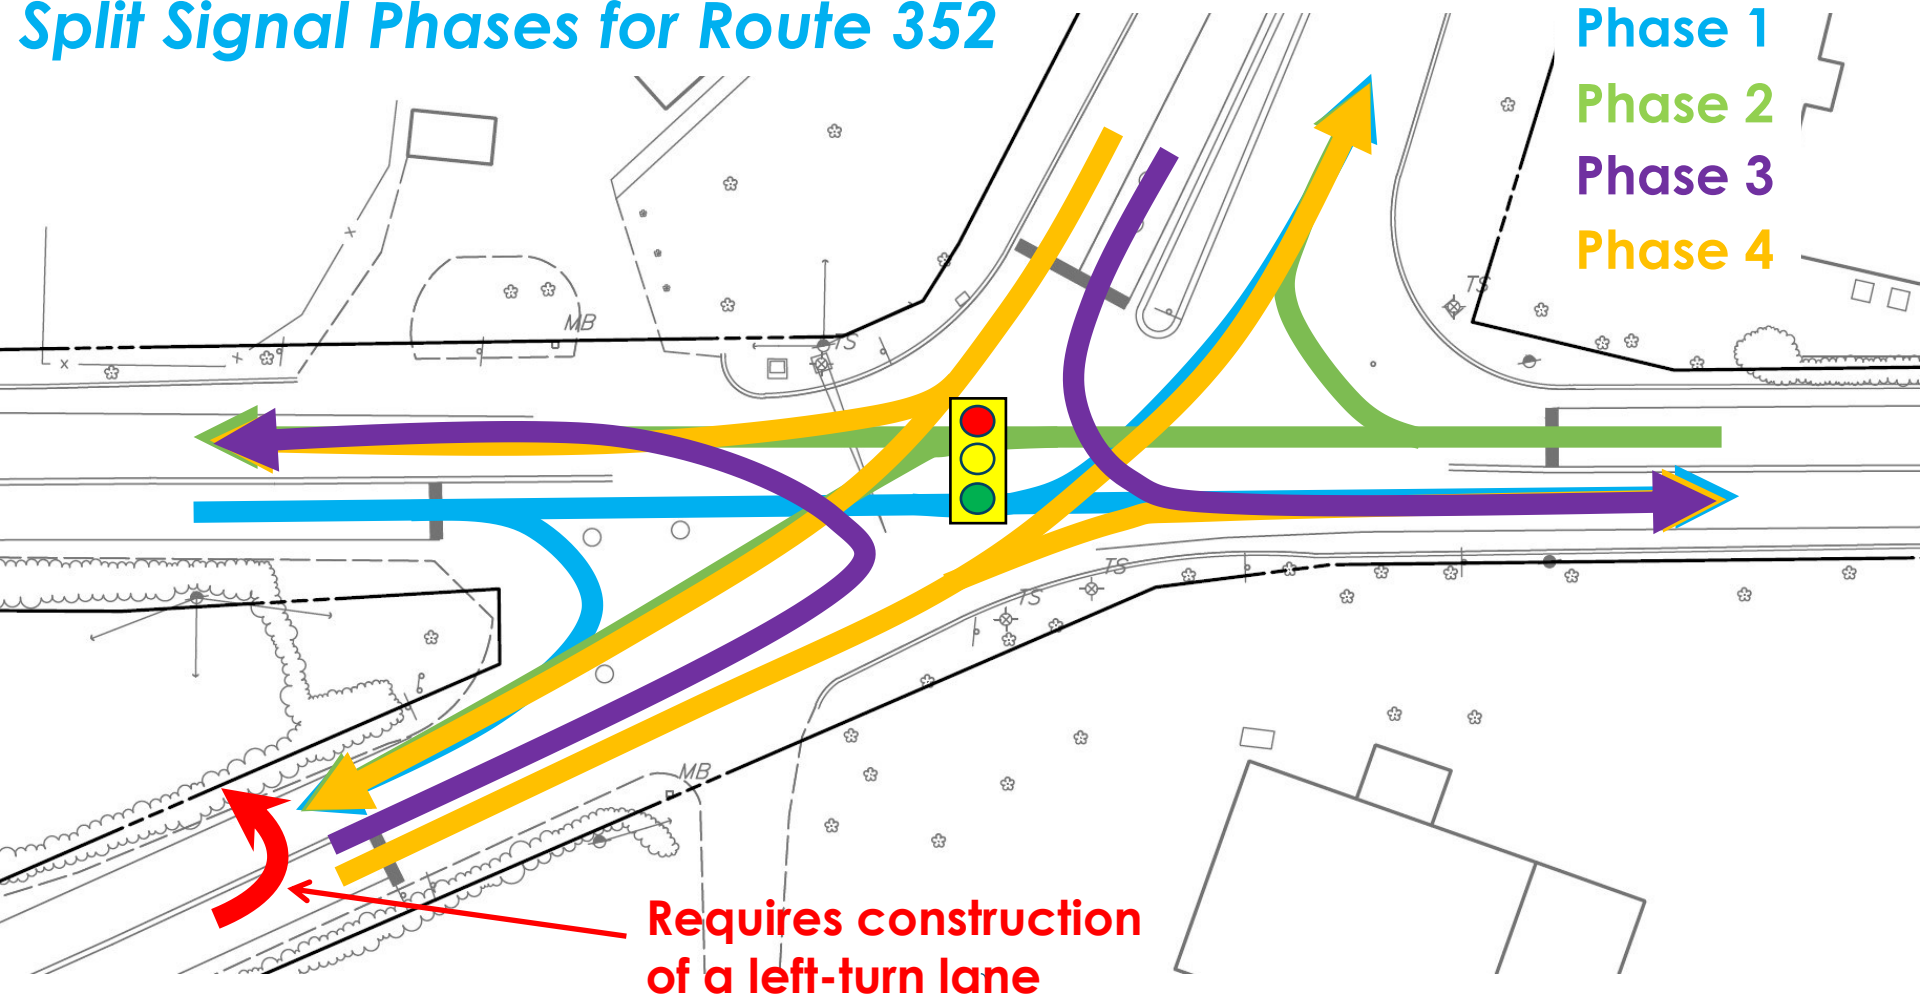 Split Signal Phases for Route 352
Phase 1
Phase 2
Phase 3
Phase 4
TS
MB
TS
TS
TS
MB
Requires construction
of a left-turn lane